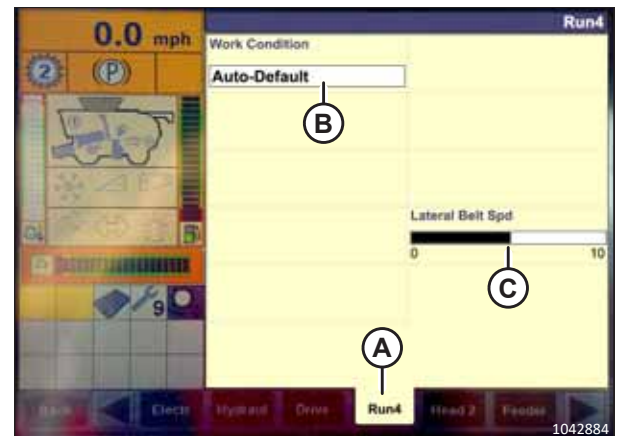 Run4
0.0 mph
Work Condition
2
(P)
Auto-Default
B
Lateral Belt Spd
0 10
C
9
A
Back Electr Hydraul Drive Run4 Head 2 Feeder
1042884